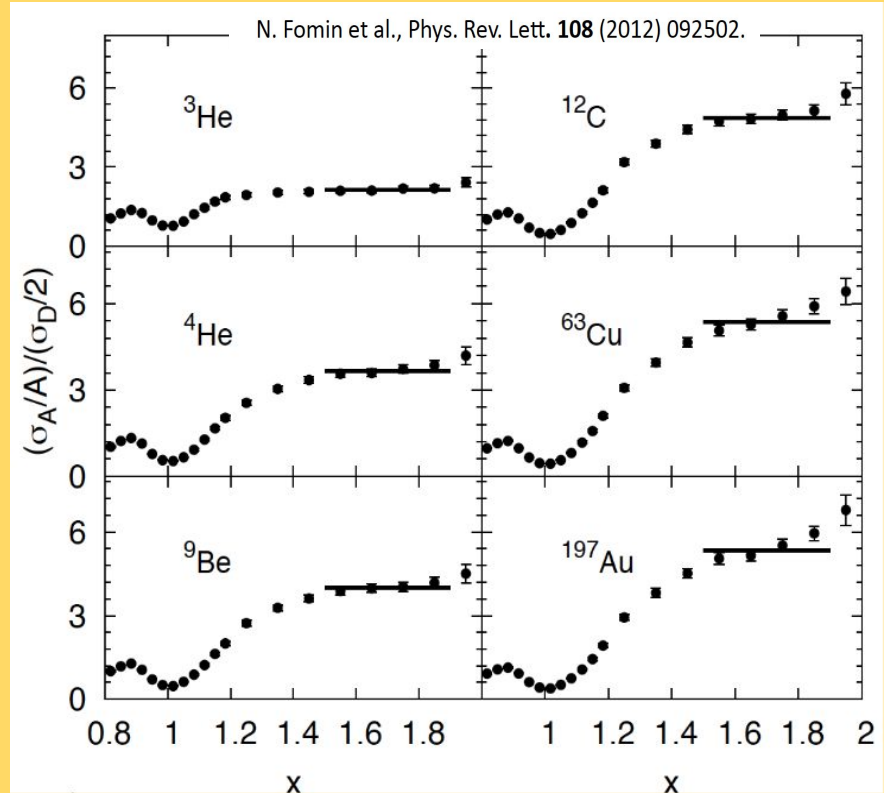 N. Fomin et al., Phys. Rev. Lett. 108 (2012) 092502.
(σ_A/A)/(σ_D/2)
6
3
0
³He
¹²C
6
3
0
⁴He
⁶³Cu
6
3
0
⁹Be
¹⁹⁷Au
0.8 1 1.2 1.4 1.6 1.8 1 1.2 1.4 1.6 1.8 2
x x